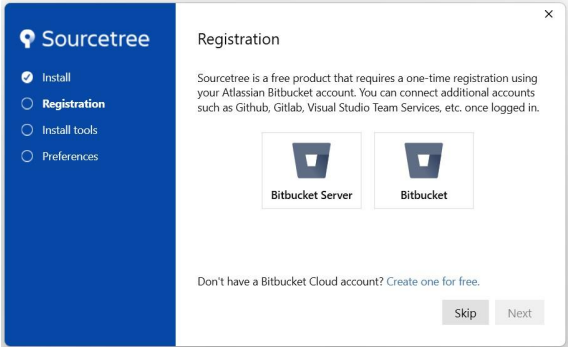 Sourcetree
Install
Registration
Install tools
Preferences
Registration
Sourcetree is a free product that requires a one-time registration using
your Atlassian Bitbucket account. You can connect additional accounts
such as Github, Gitlab, Visual Studio Team Services, etc. once logged in.
Bitbucket Server
Bitbucket
Don't have a Bitbucket Cloud account? Create one for free.
Skip
Next